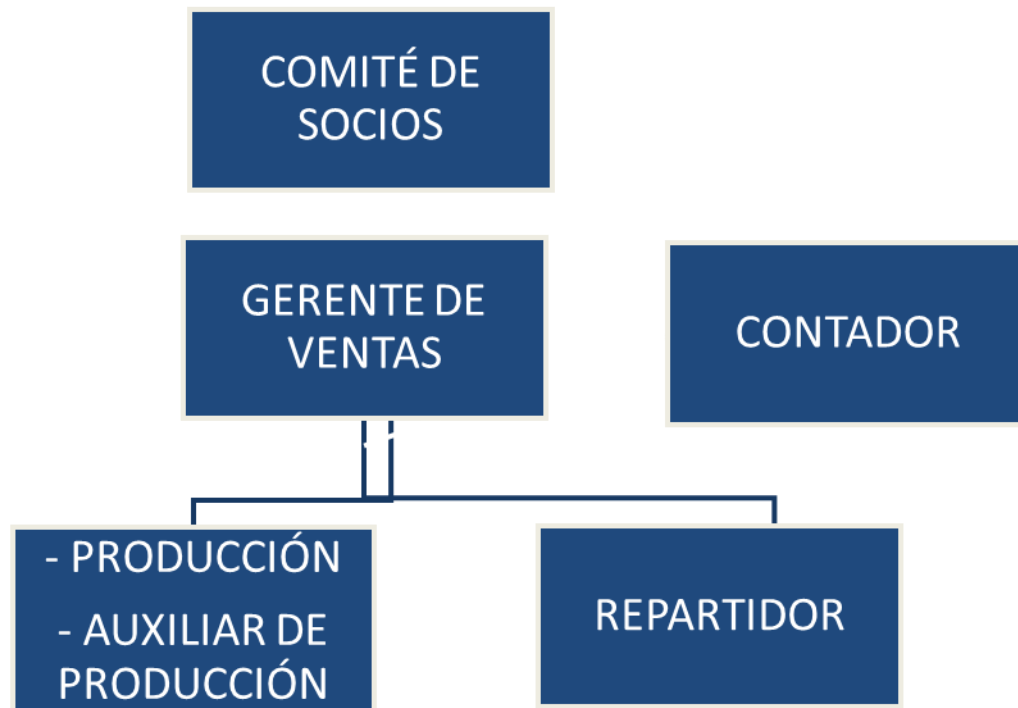 COMITÉ DE
SOCIOS
GERENTE DE
VENTAS
CONTADOR
- PRODUCCIÓN
- AUXILIAR DE
PRODUCCIÓN
REPARTIDOR